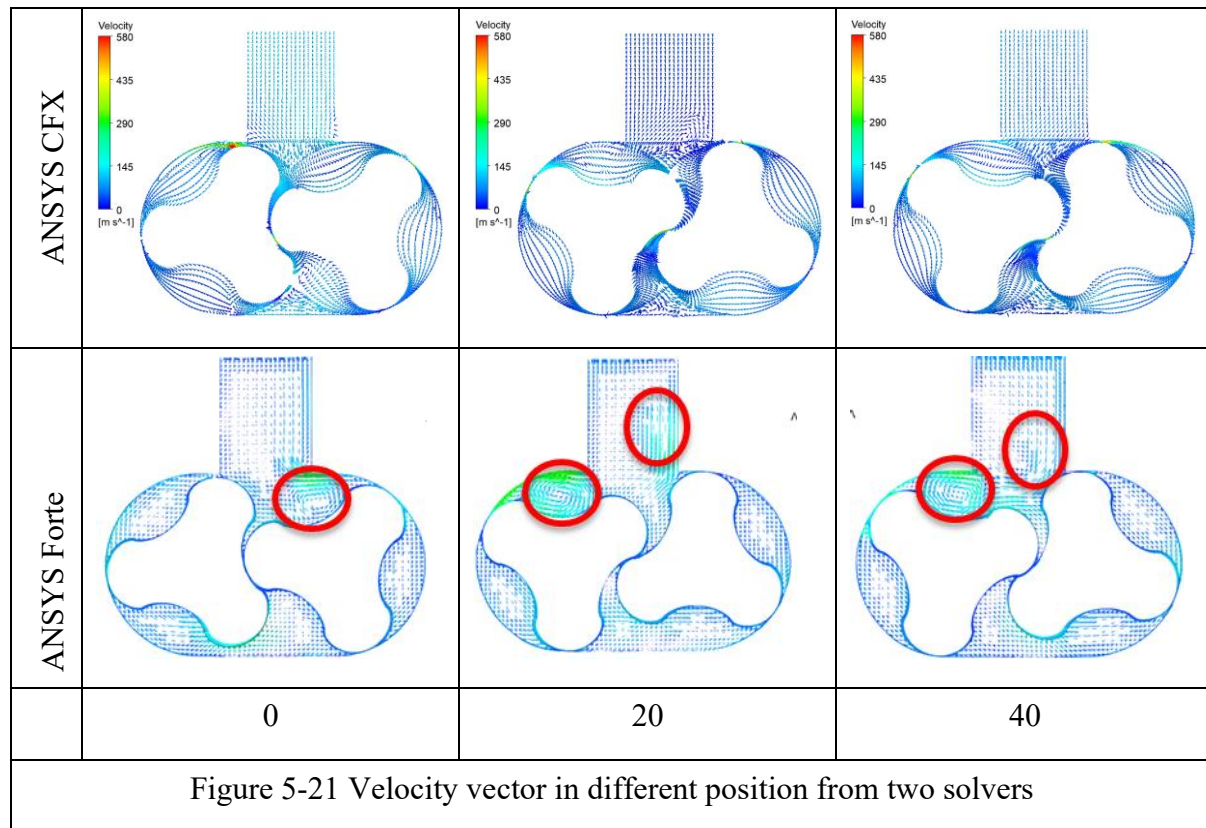 ANSYS CFX
Velocity
580
435
290
145
0
[m s^-1]
Velocity
580
435
290
145
0
[m s^-1]
Velocity
580
435
290
145
0
[m s^-1]
ANSYS Forte
0 20 40
Figure 5-21 Velocity vector in different position from two solvers